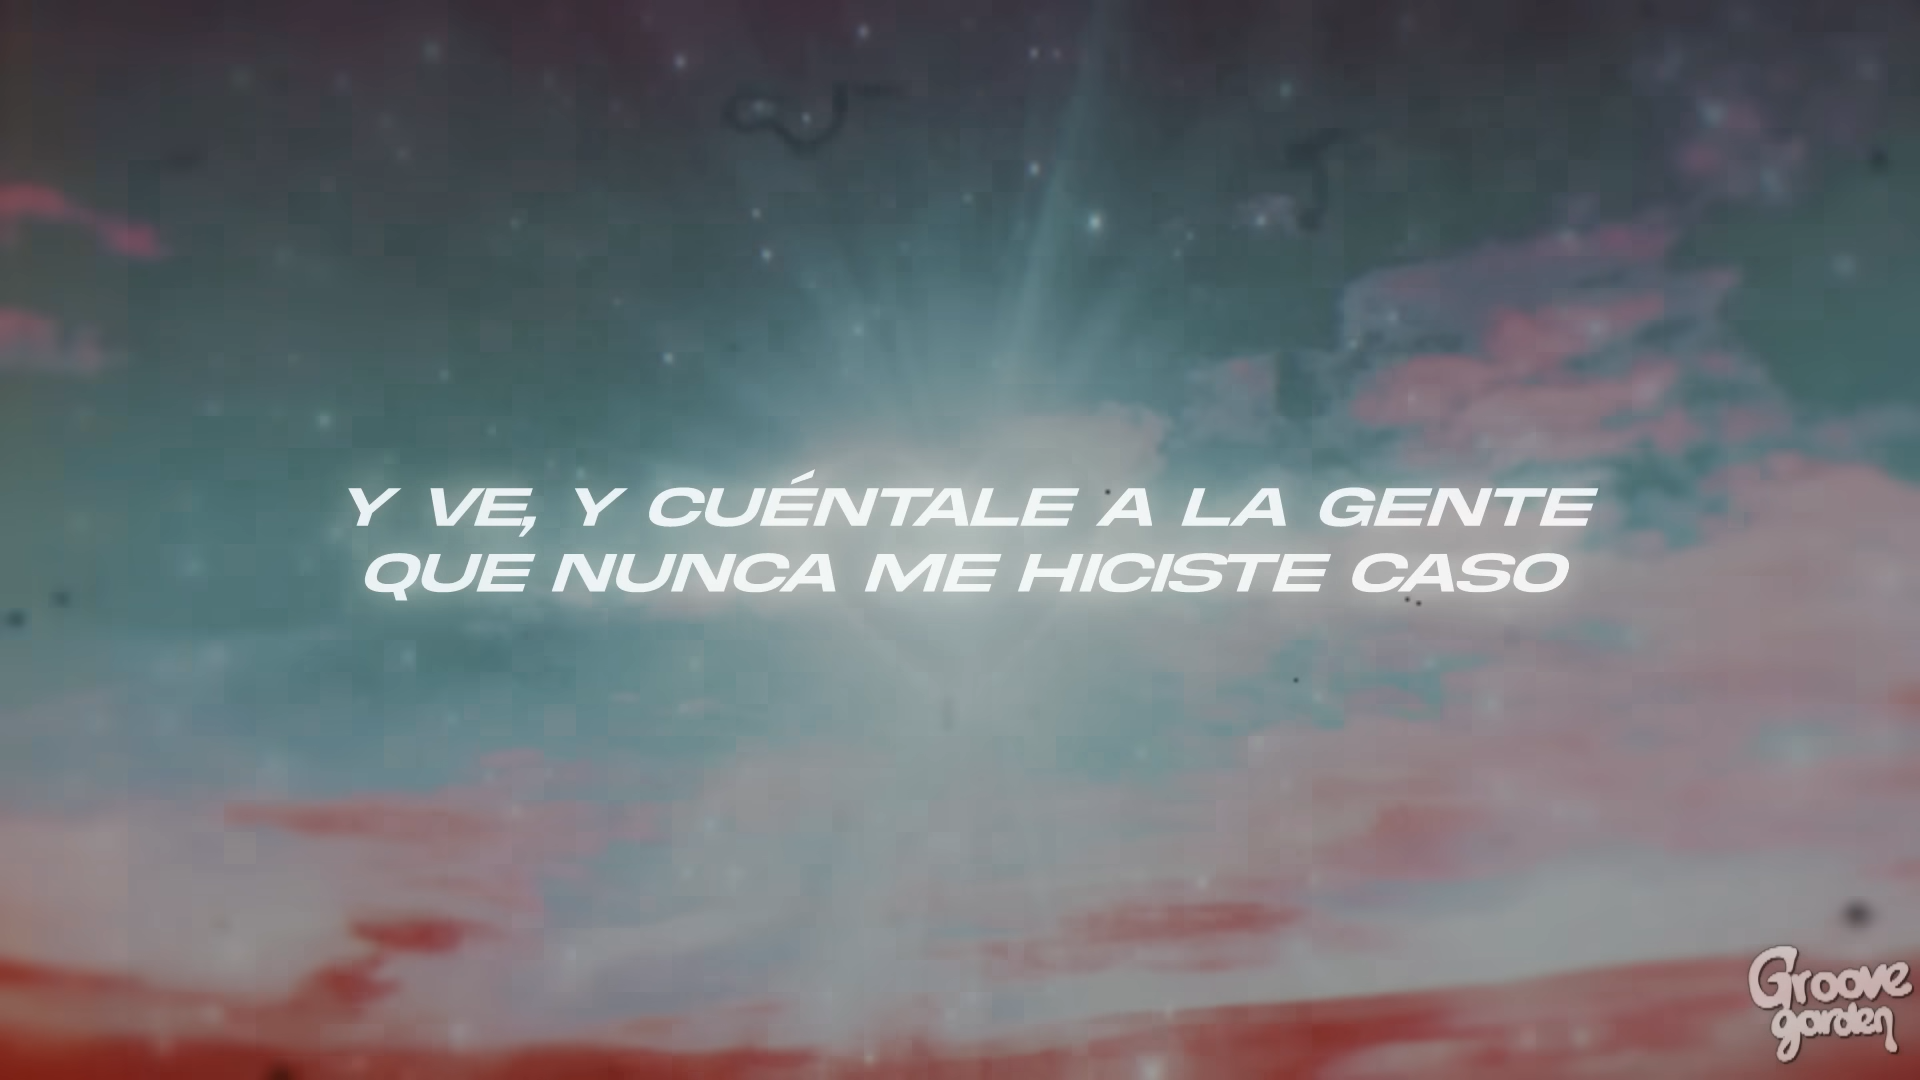 Y VE, Y CUÉNTALE A LA GENTE
QUE NUNCA ME HICISTE CASO
Groove
garden